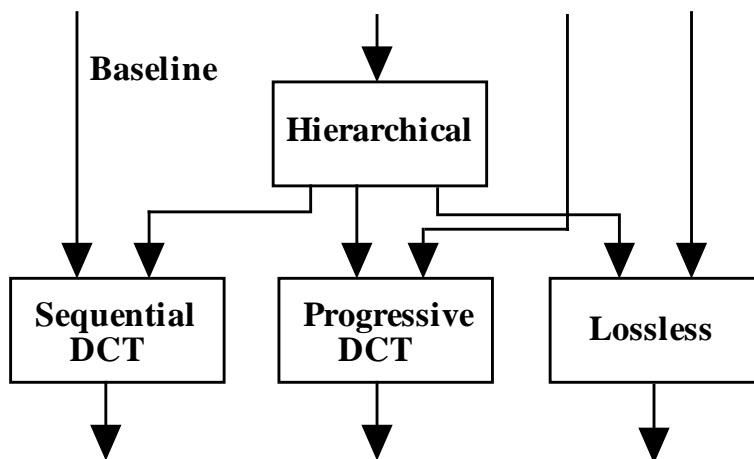 Baseline
Hierarchical
Sequential
DCT
Progressive
DCT
Lossless